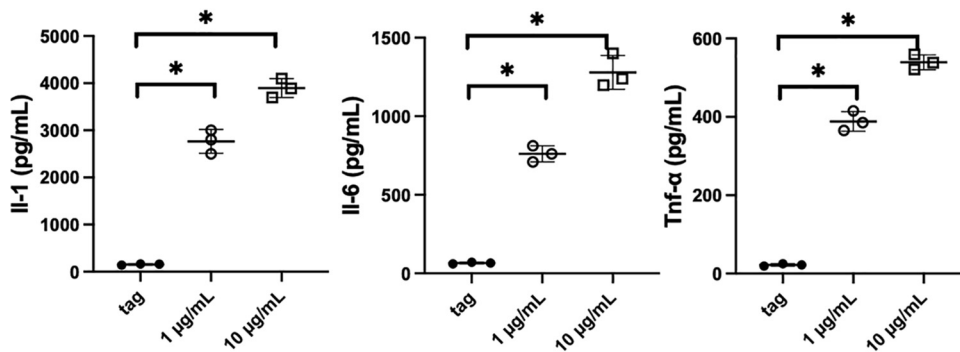 *
*
5000
4000
3000
2000
1000
0
Il-1 (pg/mL)
tag
1 µg/mL
10 µg/mL
*
*
1500
1000
500
0
Il-6 (pg/mL)
tag
1 µg/mL
10 µg/mL
*
*
600
400
200
0
Tnf-α (pg/mL)
tag
1 µg/mL
10 µg/mL